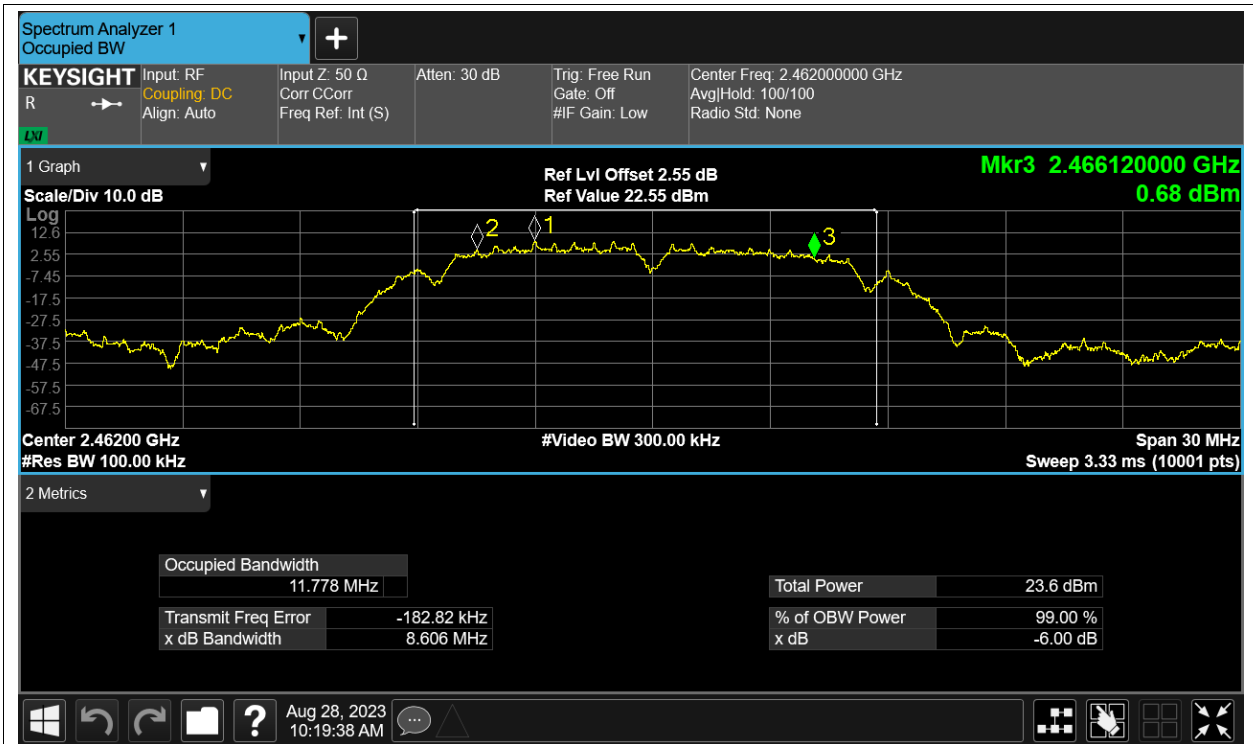 Spectrum Analyzer 1
Occupied BW
KEYSIGHT
R
LXI
Input: RF
Coupling: DC
Align: Auto
Input Z: 50 Ω
Corr CCorr
Freq Ref: Int (S)
Atten: 30 dB
Trig: Free Run
Gate: Off
#IF Gain: Low
Center Freq: 2.462000000 GHz
Avg|Hold: 100/100
Radio Std: None
1 Graph
Scale/Div 10.0 dB
Ref Lvl Offset 2.55 dB
Ref Value 22.55 dBm
Mkr3 2.466120000 GHz
0.68 dBm
Log
12.6
2.55
-7.45
-17.5
-27.5
-37.5
-47.5
-57.5
-67.5
2
1
3
Center 2.46200 GHz
#Video BW 300.00 kHz
Span 30 MHz
#Res BW 100.00 kHz
Sweep 3.33 ms (10001 pts)
2 Metrics
Occupied Bandwidth
11.778 MHz
Total Power 23.6 dBm
Transmit Freq Error -182.82 kHz
% of OBW Power 99.00 %
x dB Bandwidth 8.606 MHz
x dB -6.00 dB
?
Aug 28, 2023
10:19:38 AM